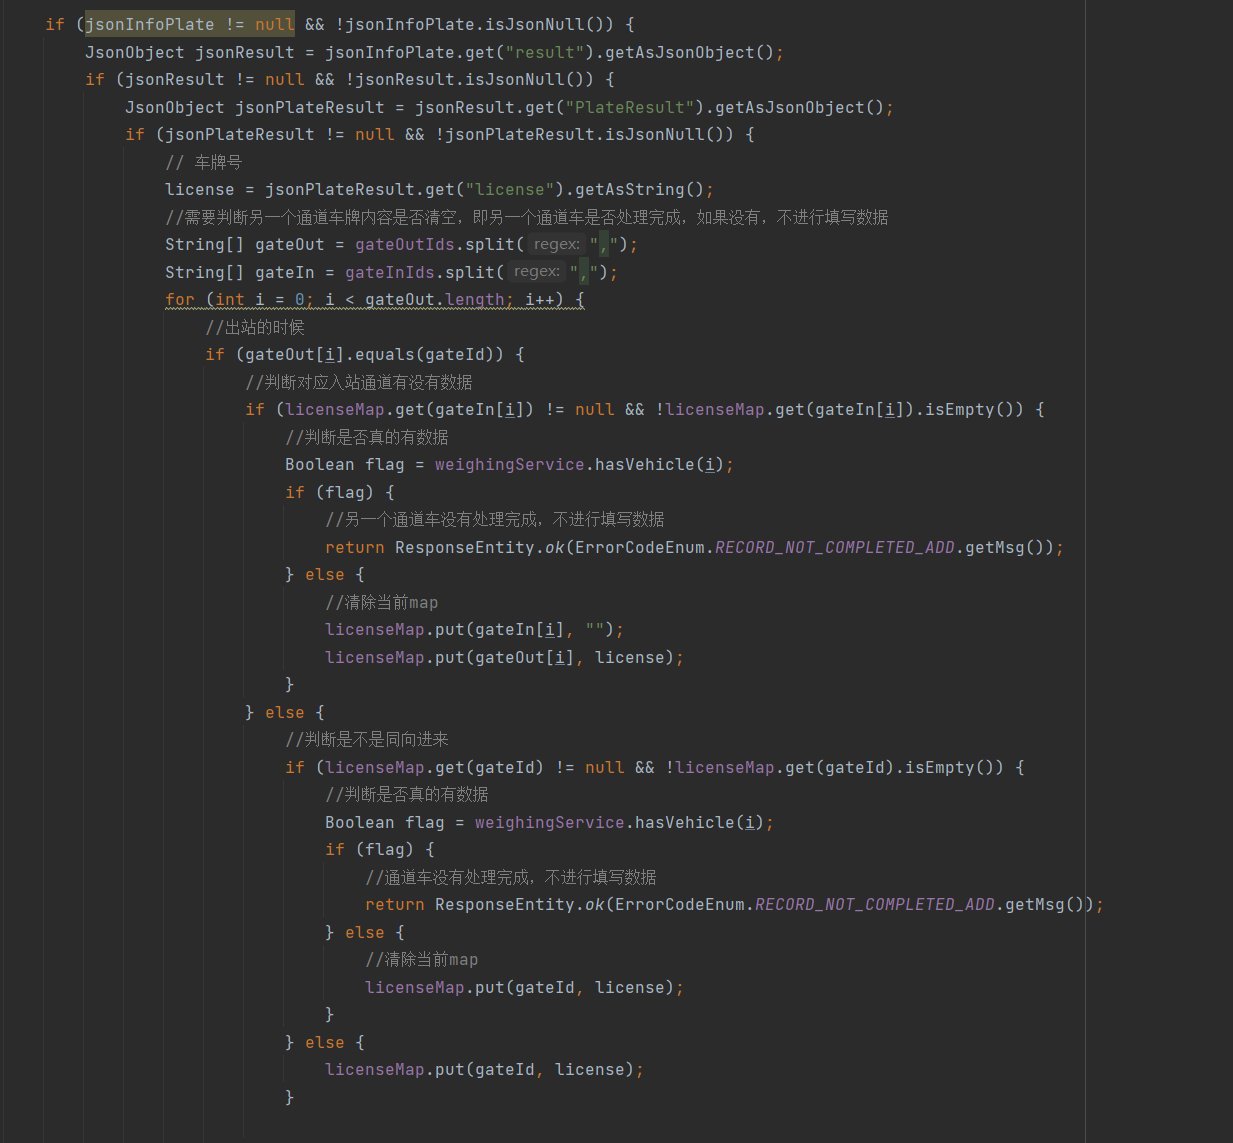 if (jsonInfoPlate != null && !jsonInfoPlate.isJsonNull()) {
JsonObject jsonResult = jsonInfoPlate.get("result").getAsJsonObject();
if (jsonResult != null && !jsonResult.isJsonNull()) {
JsonObject jsonPlateResult = jsonResult.get("PlateResult").getAsJsonObject();
if (jsonPlateResult != null && !jsonPlateResult.isJsonNull()) {
// 车牌号
license = jsonPlateResult.get("license").getAsString();
//需要判断另一个通道车牌内容是否清空，即另一个通道车是否处理完成，如果没有，不进行填写数据
String[] gateOut = gateOutIds.split( regex: ",");
String[] gateIn = gateInIds.split( regex: ",");
for (int i = 0; i < gateOut.length; i++) {
//出站的时候
if (gateOut[i].equals(gateId)) {
//判断对应入站通道有没有数据
if (licenseMap.get(gateIn[i]) != null && !licenseMap.get(gateIn[i]).isEmpty()) {
//判断是否真的有数据
Boolean flag = weighingService.hasVehicle(i);
if (flag) {
//另一个通道车没有处理完成，不进行填写数据
return ResponseEntity.ok(ErrorCodeEnum.RECORD_NOT_COMPLETED_ADD.getMsg());
} else {
//清除当前map
licenseMap.put(gateIn[i], "");
licenseMap.put(gateOut[i], license);
}
} else {
//判断是不是同向进来
if (licenseMap.get(gateId) != null && !licenseMap.get(gateId).isEmpty()) {
//判断是否真的有数据
Boolean flag = weighingService.hasVehicle(i);
if (flag) {
//通道车没有处理完成，不进行填写数据
return ResponseEntity.ok(ErrorCodeEnum.RECORD_NOT_COMPLETED_ADD.getMsg());
} else {
//清除当前map
licenseMap.put(gateId, license);
}
} else {
licenseMap.put(gateId, license);
}